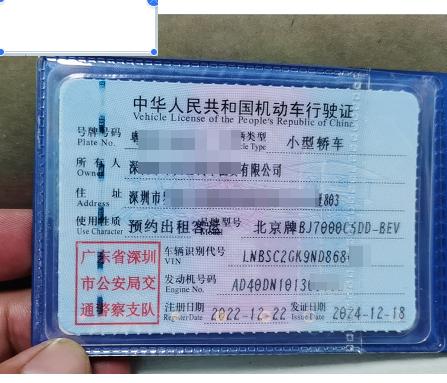 中华人民共和国机动车行驶证
Vehicle License of the People's Republic of China
号牌号码 粤 车辆类型 小型轿车
Plate No. Vehicle Type
所有人 深 有限公司
Owner
住址 深圳市 803
Address
使用性质 预约出租客运 品牌型号 北京牌BJ7000C5DD-BEV
Use Character
广东省深圳
市公安局交
通警察支队
车辆识别代号 LNBSC2GK9ND868
VIN
发动机号码 AD40DN1013
Engine No.
注册日期 2022-12-22 发证日期 2024-12-18
Register Date Issue Date